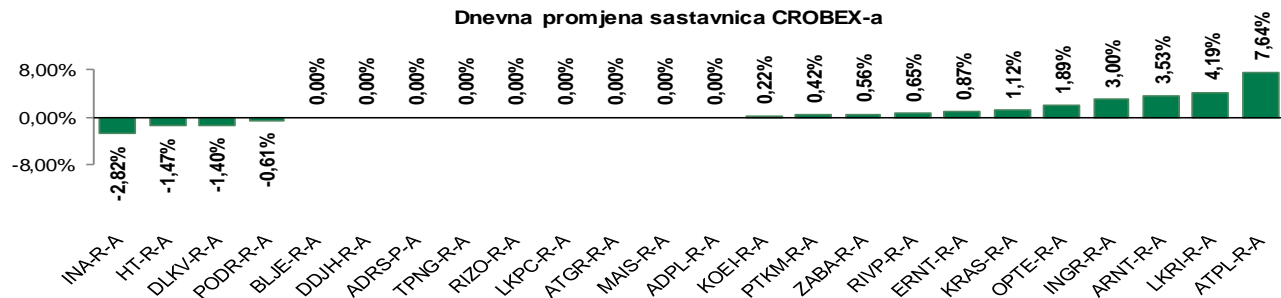 Dnevna promjena sastavnica CROBEX-a
8,00%
0,00%
-8,00%
-2,82%
-1,47%
-1,40%
-0,61%
0,00%
0,00%
0,00%
0,00%
0,00%
0,00%
0,00%
0,00%
0,00%
0,22%
0,42%
0,56%
0,65%
0,87%
1,12%
1,89%
3,00%
3,53%
4,19%
7,64%
INA-R-A
HT-R-A
DLKV-R-A
PODR-R-A
BLJE-R-A
DDJH-R-A
ADRS-P-A
TPNG-R-A
RIZO-R-A
LKPC-R-A
ATGR-R-A
MAIS-R-A
ADPL-R-A
KOEI-R-A
PTKM-R-A
ZABA-R-A
RIVP-R-A
ERNT-R-A
KRAS-R-A
OPTE-R-A
INGR-R-A
ARNT-R-A
LKRI-R-A
ATPL-R-A